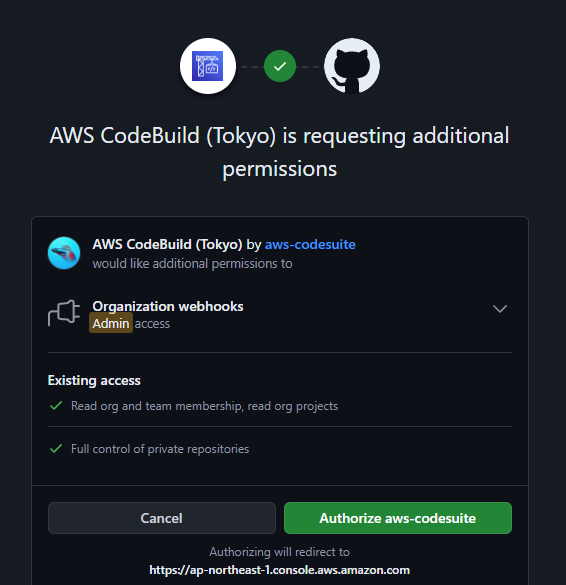 AWS CodeBuild (Tokyo) is requesting additional
permissions
AWS CodeBuild (Tokyo) by aws-codesuite
would like additional permissions to
Organization webhooks
Admin access
Existing access
Read org and team membership, read org projects
Full control of private repositories
Cancel
Authorize aws-codesuite
Authorizing will redirect to
https://ap-northeast-1.console.aws.amazon.com